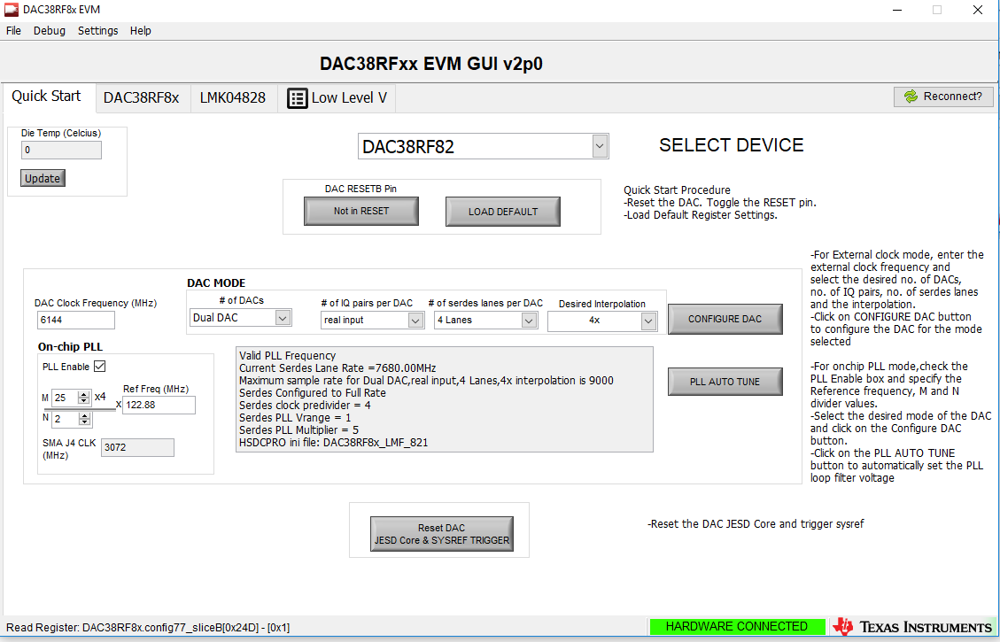 DAC38RF8x EVM
File Debug Settings Help
DAC38RFxx EVM GUI v2p0
Quick Start DAC38RF8x LMK04828 Low Level V Reconnect?
Die Temp (Celcius)
0
Update
DAC38RF82
SELECT DEVICE
DAC RESETB Pin
Not in RESET
LOAD DEFAULT
Quick Start Procedure
-Reset the DAC. Toggle the RESET pin.
-Load Default Register Settings.
DAC Clock Frequency (MHz)
6144
DAC MODE
# of DACs
Dual DAC
# of IQ pairs per DAC
real input
# of serdes lanes per DAC
4 Lanes
Desired Interpolation
4x
CONFIGURE DAC
On-chip PLL
PLL Enable
M 25 x4
N 2
x
Ref Freq (MHz)
122.88
SMA J4 CLK
(MHz)
3072
Valid PLL Frequency
Current Serdes Lane Rate =7680.00MHz
Maximum sample rate for Dual DAC,real input,4 Lanes,4x interpolation is 9000
Serdes Configured to Full Rate
Serdes clock predivider = 4
Serdes PLL Vrange = 1
Serdes PLL Multiplier = 5
HSDCPRO ini file: DAC38RF8x_LMF_821
PLL AUTO TUNE
-For External clock mode, enter the
external clock frequency and
select the desired no. of DACs,
no. of IQ pairs, no. of serdes lanes
and the interpolation.
-Click on CONFIGURE DAC button
to configure the DAC for the mode
selected
-For onchip PLL mode,check the
PLL Enable box and specify the
Reference frequency, M and N
divider values.
-Select the desired mode of the DAC
and click on the Configure DAC
button.
-Click on the PLL AUTO TUNE
button to automatically set the PLL
loop filter voltage
Reset DAC
JESD Core & SYSREF TRIGGER
-Reset the DAC JESD Core and trigger sysref
Read Register: DAC38RF8x.config77_sliceB[0x24D] - [0x1]
HARDWARE CONNECTED
TEXAS INSTRUMENTS